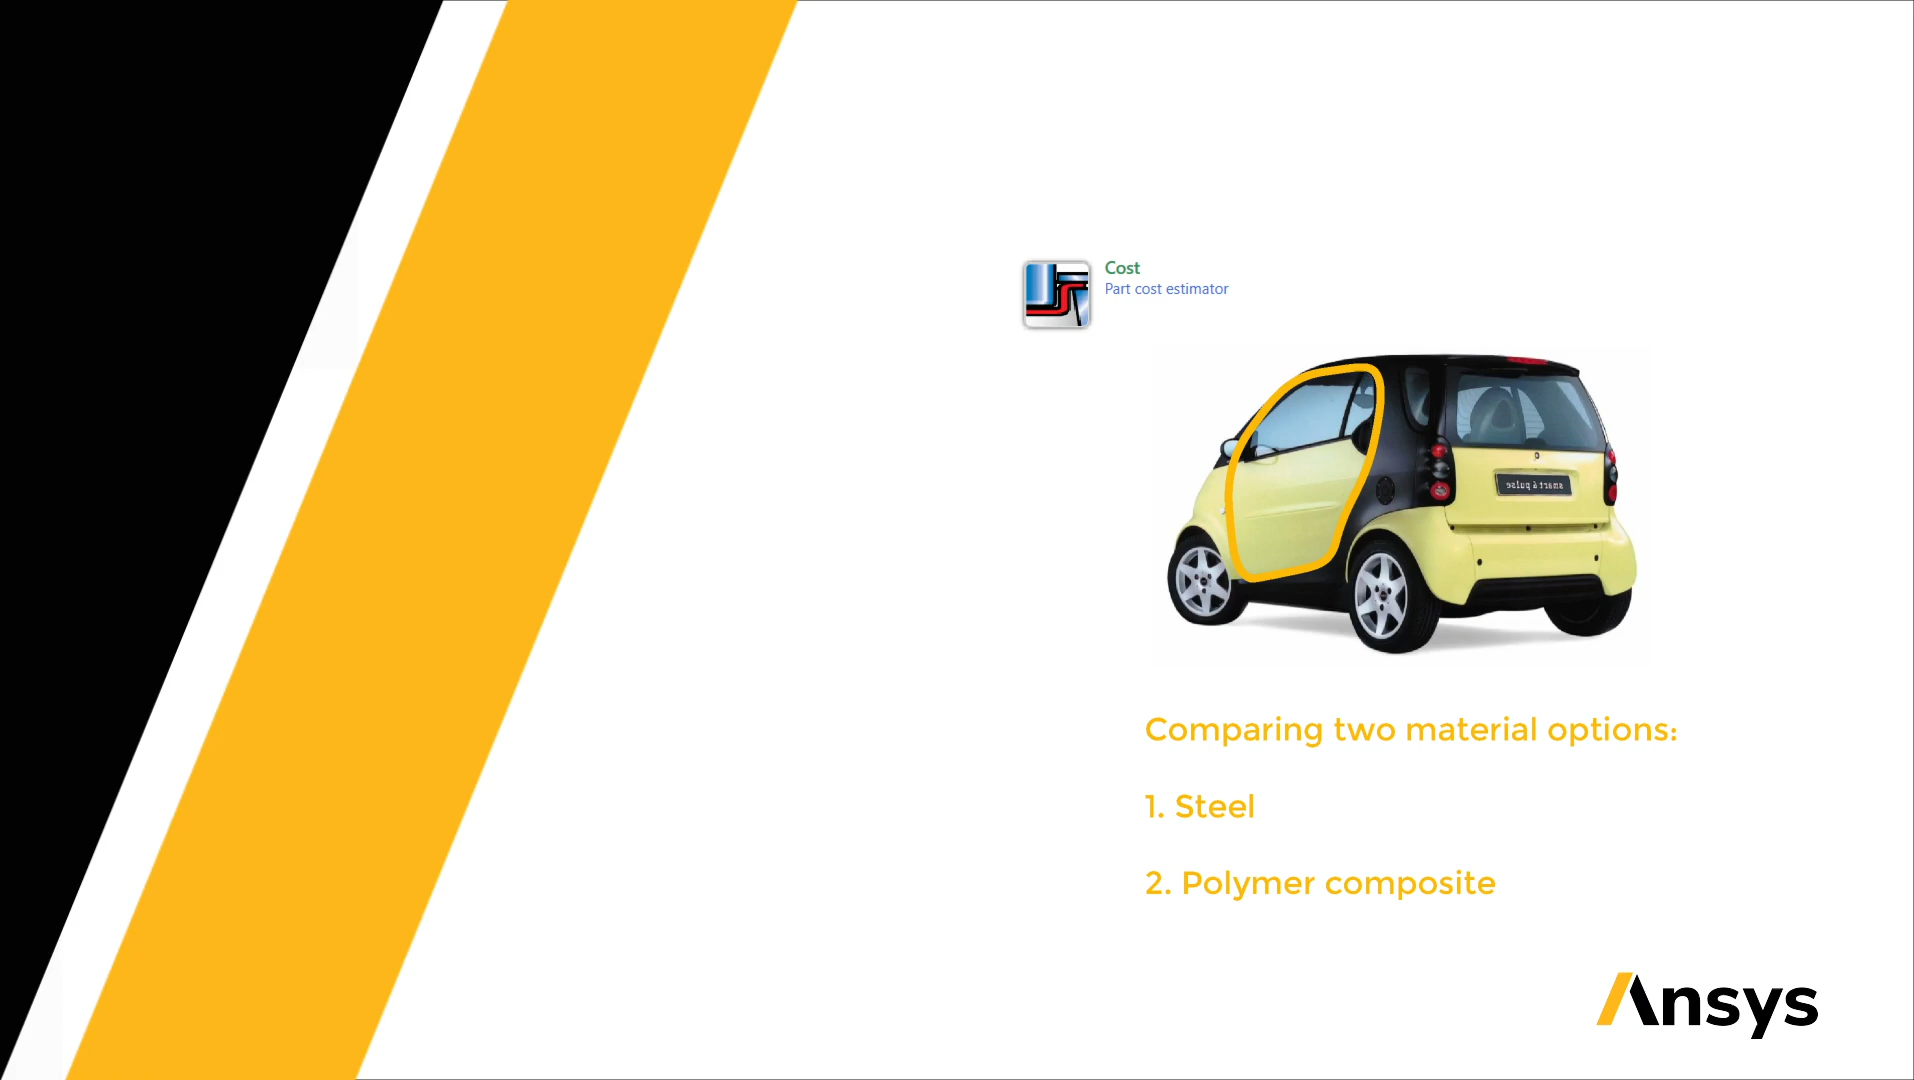 Cost
Part cost estimator
smart & pulse
Comparing two material options:
1. Steel
2. Polymer composite
Ansys